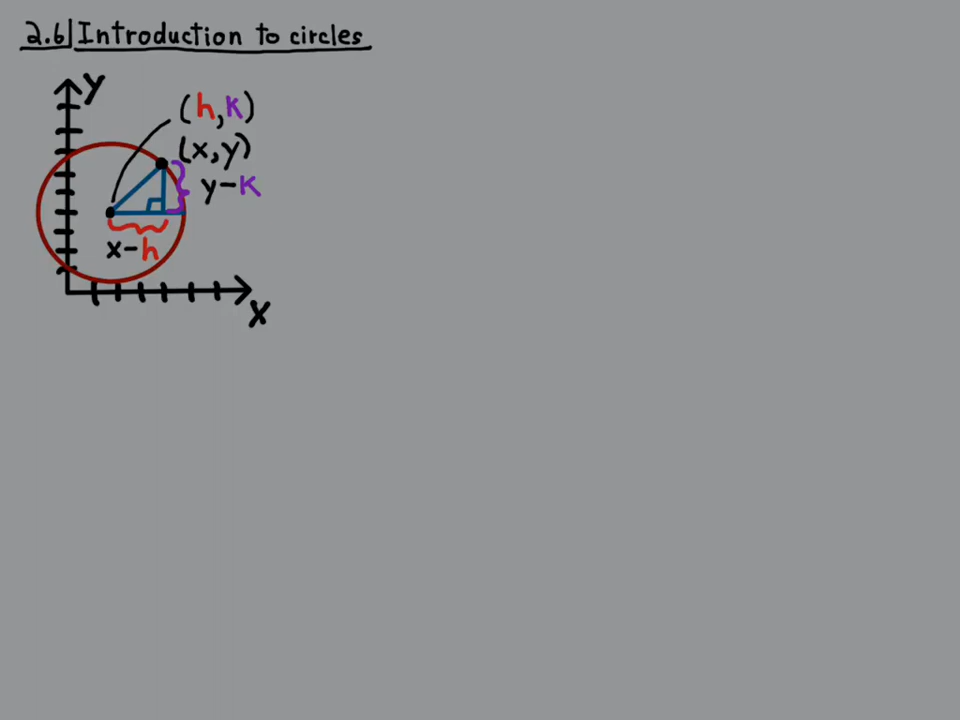 2.6 Introduction to circles
y
(h,k)
(x,y)
y-k
x-h
x